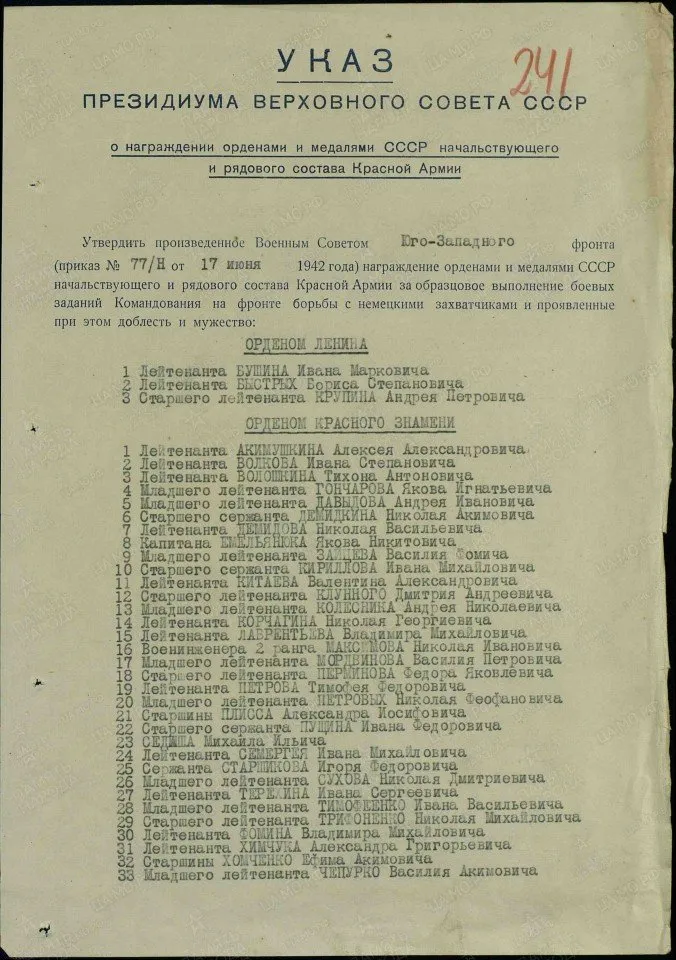 241
УКАЗ
ПРЕЗИДИУМА ВЕРХОВНОГО СОВЕТА СССР
о награждении орденами и медалями СССР начальствующего
и рядового состава Красной Армии
Утвердить произведенное Военным Советом Юго-Западного фронта
(приказ № 77/Н от 17 июня 1942 года) награждение орденами и медалями СССР
начальствующего и рядового состава Красной Армии за образцовое выполнение боевых
заданий Командования на фронте борьбы с немецкими захватчиками и проявленные
при этом доблесть и мужество:
ОРДЕНОМ ЛЕНИНА
1 Лейтенанта БУШИНА Ивана Марковича
2 Лейтенанта БЫСТРЫХ Бориса Степановича
3 Старшего лейтенанта КРУПИНА Андрея Петровича
ОРДЕНОМ КРАСНОГО ЗНАМЕНИ
1 Лейтенанта АКИМУШКИНА Алексея Александровича
2 Лейтенанта ВОЛКОВА Ивана Степановича
3 Лейтенанта ВОЛОШКИНА Тихона Антоновича
4 Младшего лейтенанта ГОНЧАРОВА Якова Игнатьевича
5 Младшего лейтенанта ДАВЫДОВА Андрея Ивановича
6 Старшего сержанта ДЕМИДКИНА Николая Акимовича
7 Лейтенанта ДЕМИДОВА Николая Васильевича
8 Капитана ЕМЕЛЬЯНЮКА Якова Никитовича
9 Младшего лейтенанта ЗАЙЦЕВА Василия Фомича
10 Старшего сержанта КИРИЛЛОВА Ивана Михайловича
11 Лейтенанта КИТАЕВА Валентина Александровича
12 Старшего лейтенанта КЛУННОГО Дмитрия Андреевича
13 Младшего лейтенанта КОЛЕСНИКА Андрея Николаевича
14 Лейтенанта КОРЧАГИНА Николая Георгиевича
15 Лейтенанта ЛАВРЕНТЬЕВА Владимира Михайловича
16 Военинженера 2 ранга МАКСИМОВА Николая Ивановича
17 Младшего лейтенанта МОРДВИНОВА Василия Петровича
18 Старшего лейтенанта ПЕРМИНОВА Федора Яковлевича
19 Лейтенанта ПЕТРОВА Тимофея Федоровича
20 Младшего лейтенанта ПЕТРОВЫХ Николая Феофановича
21 Старшины ПЛИССА Александра Иосифовича
22 Старшего сержанта ПУЩИНА Ивана Федоровича
23 Михаила Ильича
24 Лейтенанта СЕМЕРГЕЯ Ивана Михайловича
25 Сержанта СТАРШИКОВА Игоря Федоровича
26 Младшего лейтенанта СУХОВА Николая Дмитриевича
27 Лейтенанта ТЕРЕХИНА Ивана Сергеевича
28 Младшего лейтенанта ТИМОФЕЕНКО Ивана Васильевича
29 Старшего лейтенанта ТРИФОНЕНКО Николая Михайловича
30 Лейтенанта ФОМИНА Владимира Михайловича
31 Лейтенанта ХИМЧУКА Александра Григорьевича
32 Старшины ХОМЧЕНКО Ефима Акимовича
33 Младшего лейтенанта ЧЕПУРКО Василия Акимовича